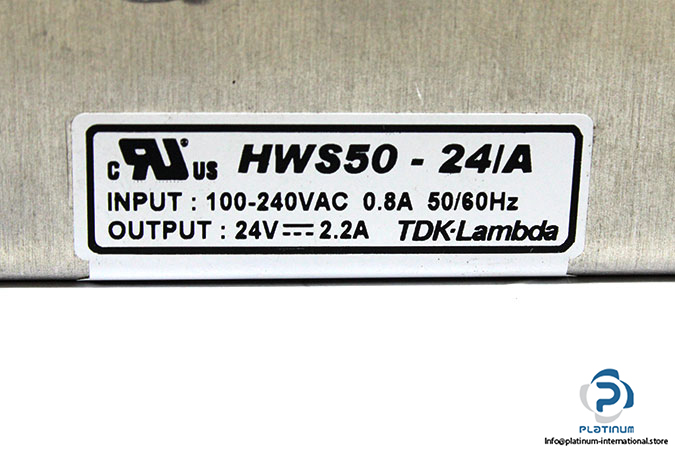 c RU® US HWS50 - 24/A
INPUT : 100-240VAC 0.8A 50/60Hz
OUTPUT : 24V⎓2.2A TDK·Lambda
P
PLATINUM
Info@platinum-international.store